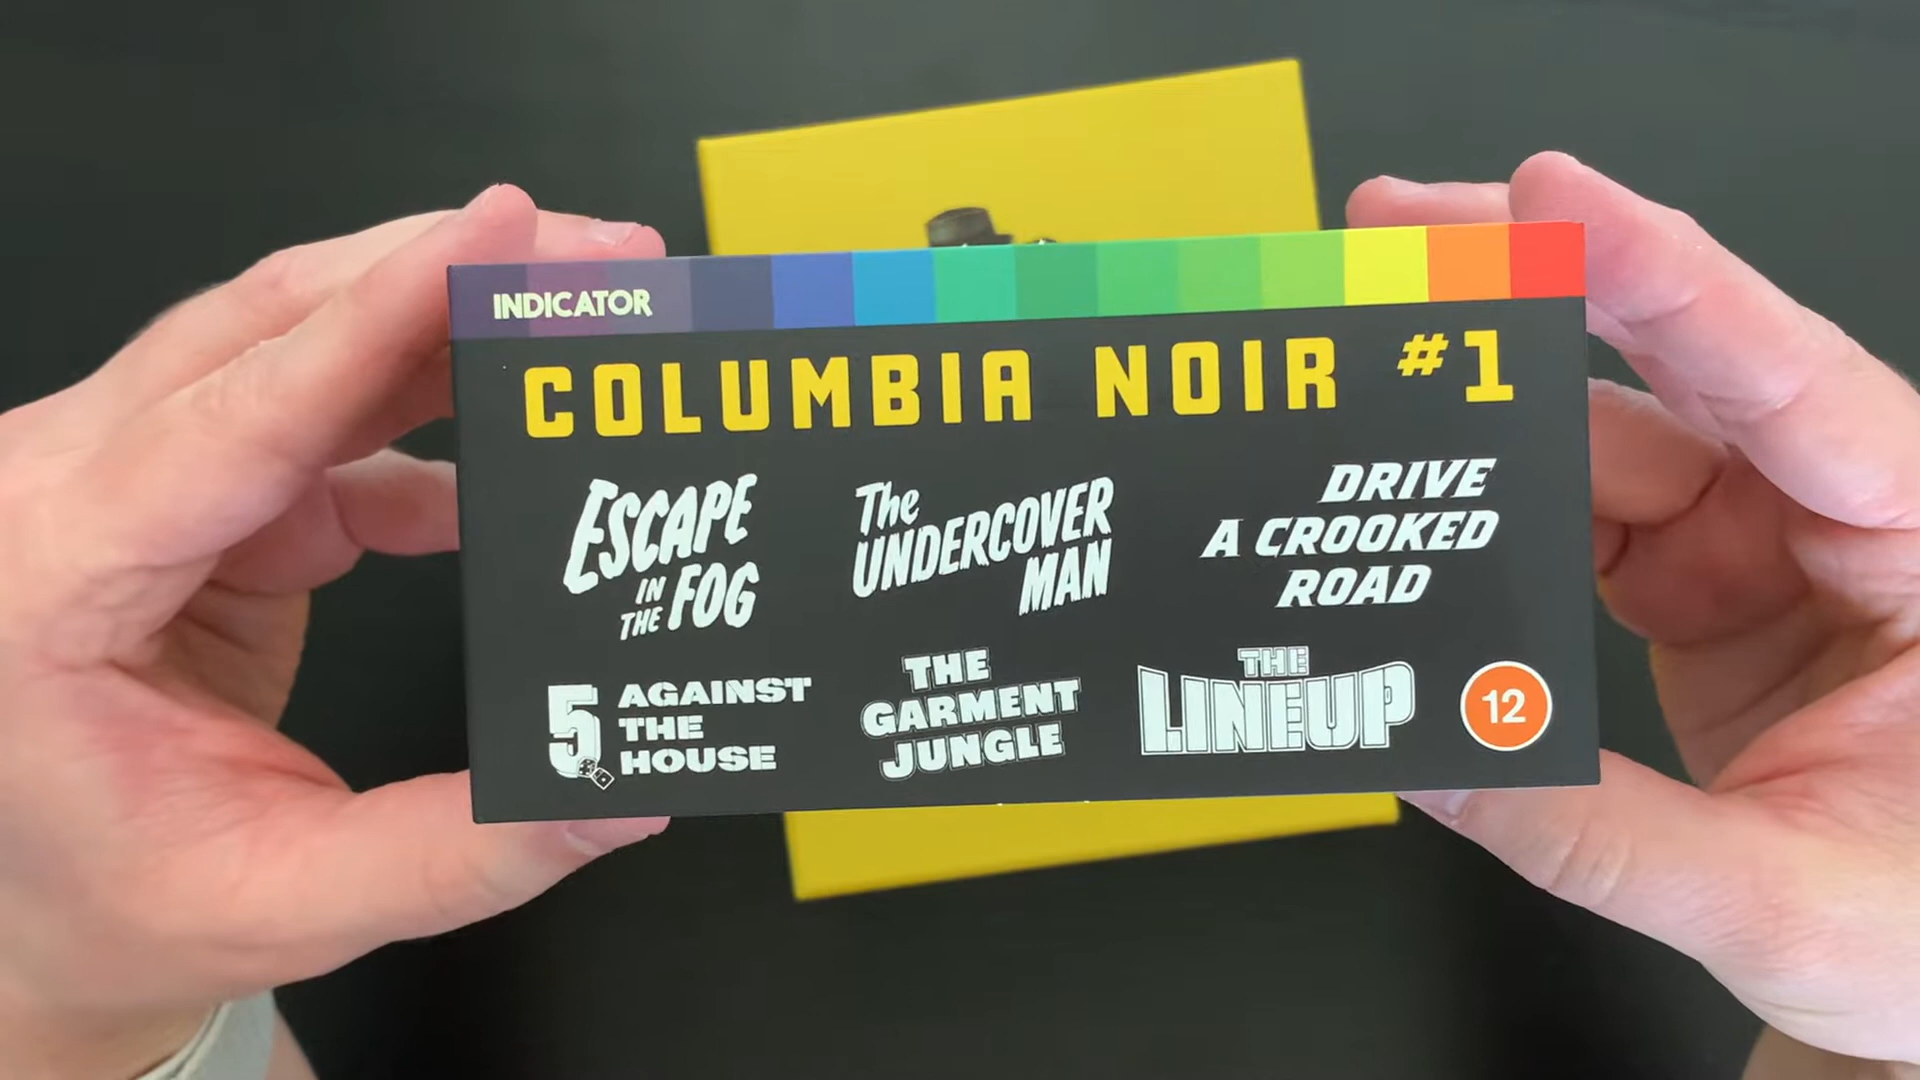 INDICATOR
COLUMBIA NOIR #1
ESCAPE
IN
THE FOG
The
UNDERCOVER
MAN
DRIVE
A CROOKED
ROAD
5 AGAINST
THE
HOUSE
THE
GARMENT
JUNGLE
THE
LINEUP
12